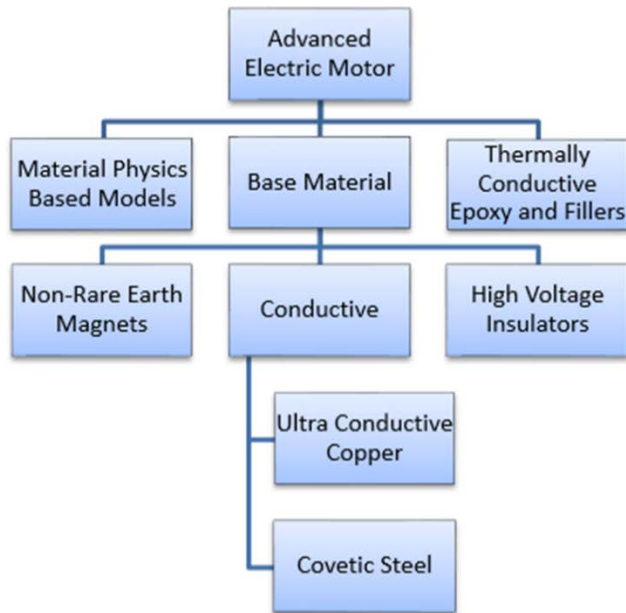 Advanced
Electric Motor
Material Physics
Based Models
Base Material
Thermally
Conductive
Epoxy and Fillers
Non-Rare Earth
Magnets
Conductive
High Voltage
Insulators
Ultra Conductive
Copper
Covetic Steel